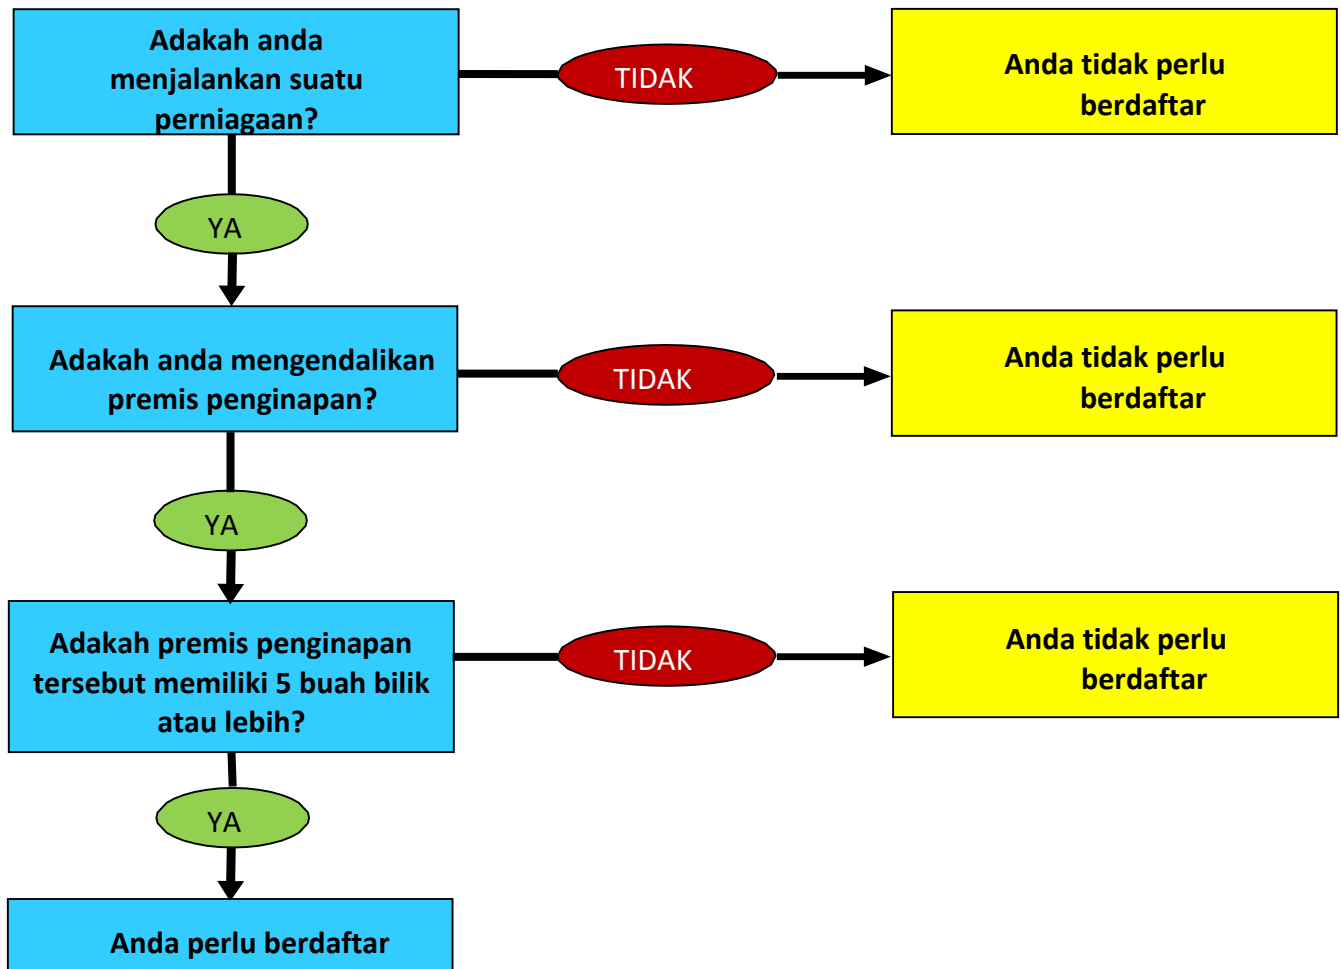 Adakah anda
menjalankan suatu
perniagaan?
TIDAK
Anda tidak perlu
berdaftar
YA
Adakah anda mengendalikan
premis penginapan?
TIDAK
Anda tidak perlu
berdaftar
YA
Adakah premis penginapan
tersebut memiliki 5 buah bilik
atau lebih?
TIDAK
Anda tidak perlu
berdaftar
YA
Anda perlu berdaftar